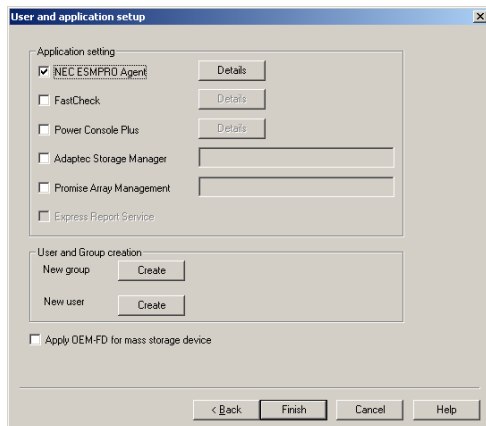 User and application setup
Application setting
NEC ESMPRO Agent Details
FastCheck Details
Power Console Plus Details
Adaptec Storage Manager
Promise Array Management
Express Report Service
User and Group creation
New group Create
New user Create
Apply OEM-FD for mass storage device
< Back Finish Cancel Help